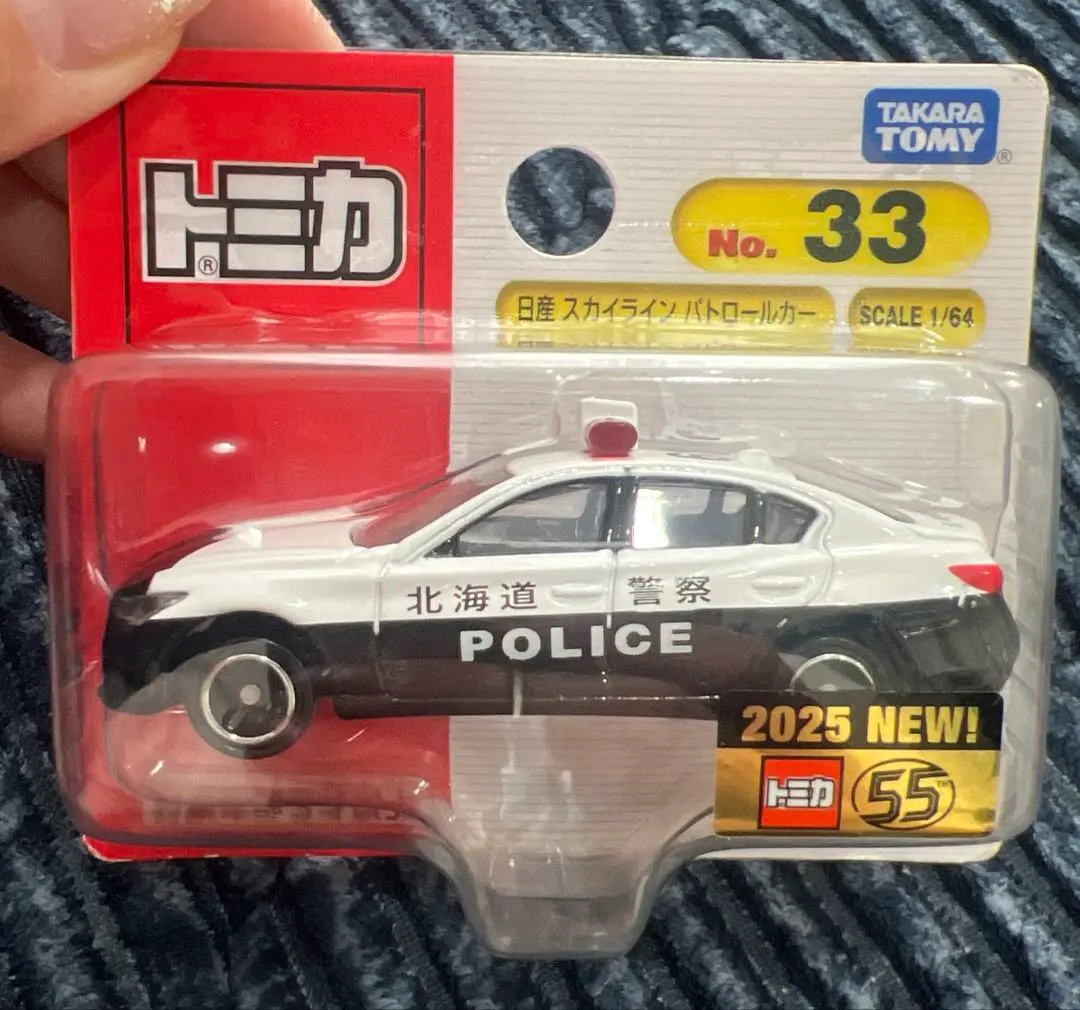 TAKARA
TOMY
®
トミカ
®
No. 33
日産 スカイライン パトロールカー
SCALE 1/64
北海道 警察
POLICE
2025 NEW!
トミカ 55